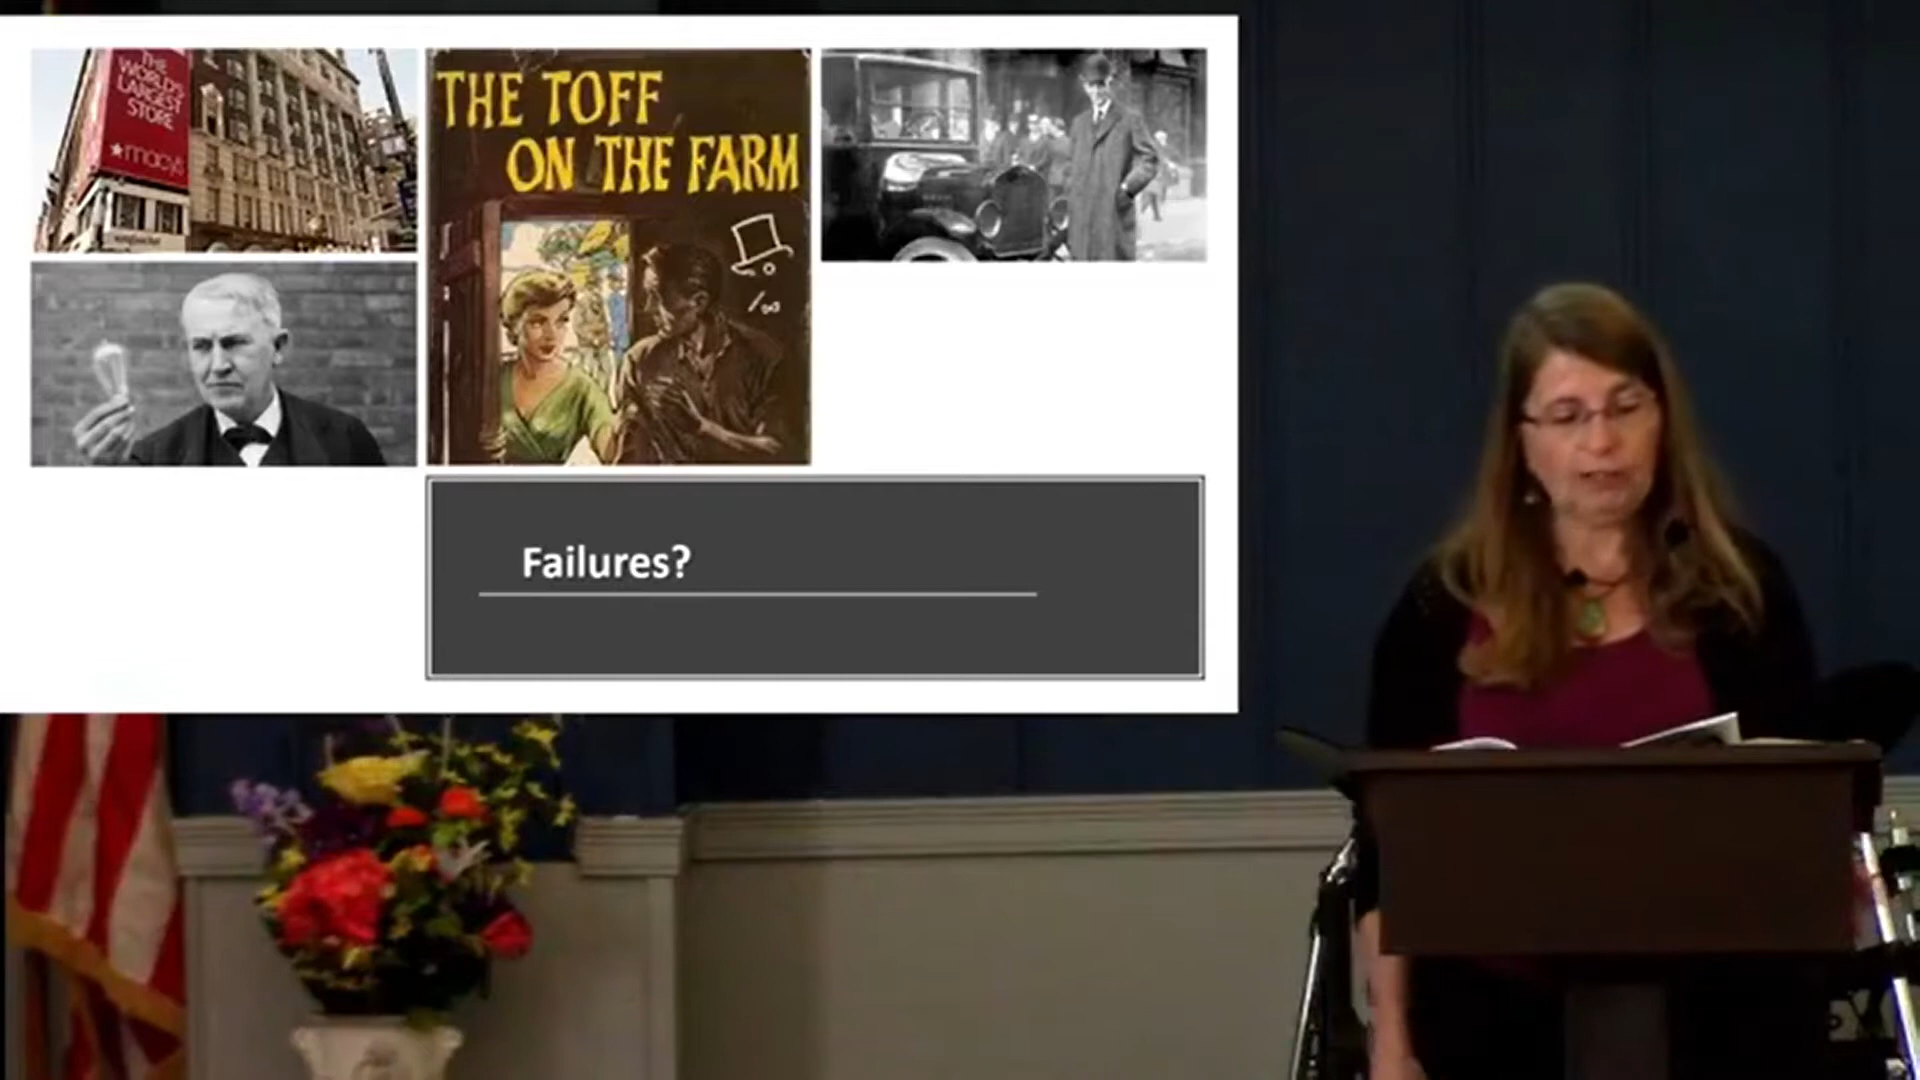 THE
WORLD'S
LARGEST
STORE
★macy's
THE TOFF
ON THE FARM
Failures?